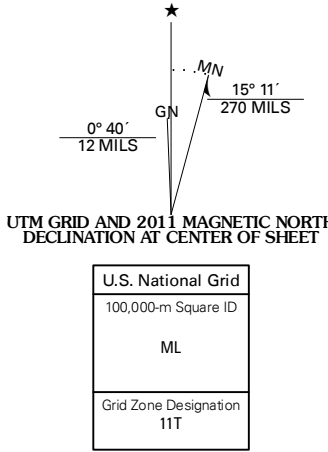 ★
MN
GN
15° 11´
270 MILS
0° 40´
12 MILS
UTM GRID AND 2011 MAGNETIC NORTH
DECLINATION AT CENTER OF SHEET
U.S. National Grid
100,000-m Square ID
ML
Grid Zone Designation
11T